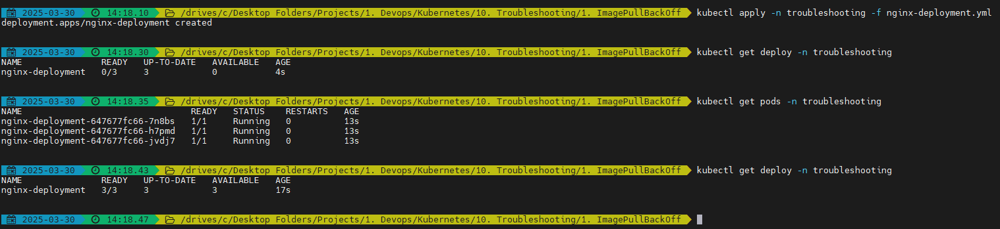 2025-03-30 14:18.10 /drives/c/Desktop Folders/Projects/1. Devops/Kubernetes/10. Troubleshooting/1. ImagePullBackOff kubectl apply -n troubleshooting -f nginx-deployment.yml
deployment.apps/nginx-deployment created
2025-03-30 14:18.30 /drives/c/Desktop Folders/Projects/1. Devops/Kubernetes/10. Troubleshooting/1. ImagePullBackOff kubectl get deploy -n troubleshooting
NAME READY UP-TO-DATE AVAILABLE AGE
nginx-deployment 0/3 3 0 4s
2025-03-30 14:18.35 /drives/c/Desktop Folders/Projects/1. Devops/Kubernetes/10. Troubleshooting/1. ImagePullBackOff kubectl get pods -n troubleshooting
NAME READY STATUS RESTARTS AGE
nginx-deployment-647677fc66-7n8bs 1/1 Running 0 13s
nginx-deployment-647677fc66-h7pmd 1/1 Running 0 13s
nginx-deployment-647677fc66-jvdj7 1/1 Running 0 13s
2025-03-30 14:18.43 /drives/c/Desktop Folders/Projects/1. Devops/Kubernetes/10. Troubleshooting/1. ImagePullBackOff kubectl get deploy -n troubleshooting
NAME READY UP-TO-DATE AVAILABLE AGE
nginx-deployment 3/3 3 3 17s
2025-03-30 14:18.47 /drives/c/Desktop Folders/Projects/1. Devops/Kubernetes/10. Troubleshooting/1. ImagePullBackOff